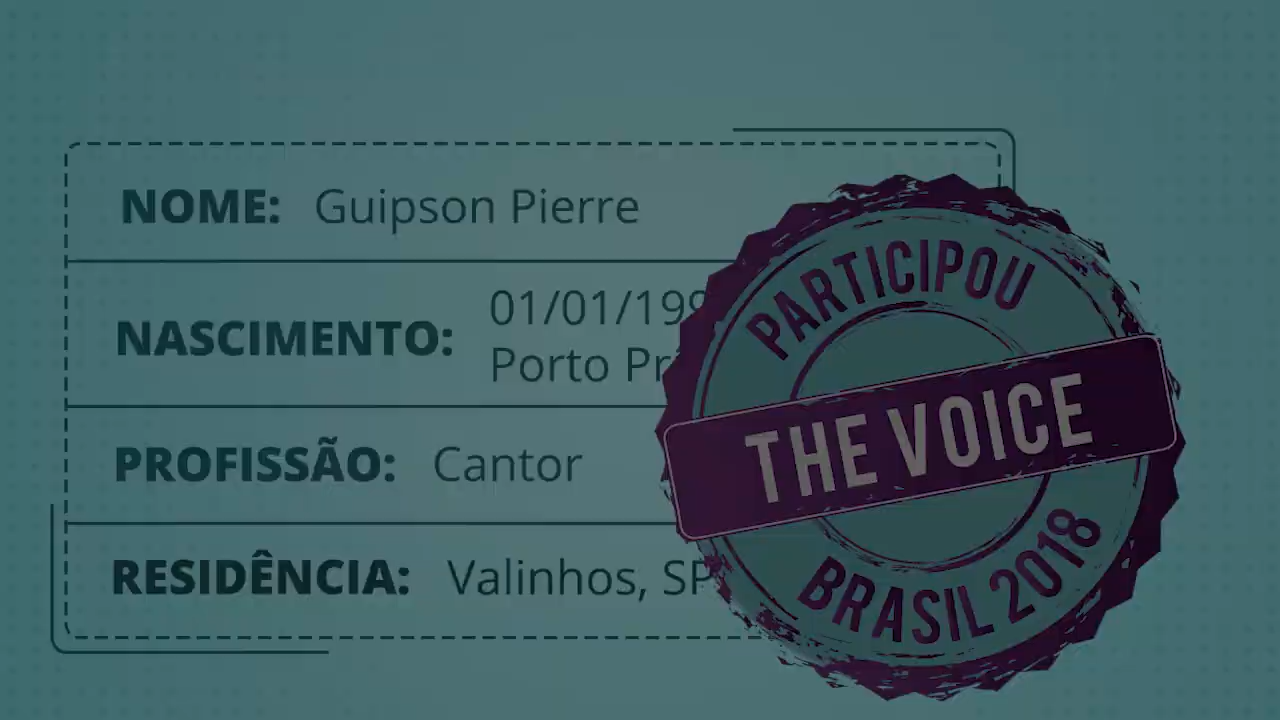 NOME: Guipson Pierre
NASCIMENTO: 01/01/199
Porto Pr
PROFISSÃO: Cantor
RESIDÊNCIA: Valinhos, SP
PARTICIPOU
THE VOICE
BRASIL 2018